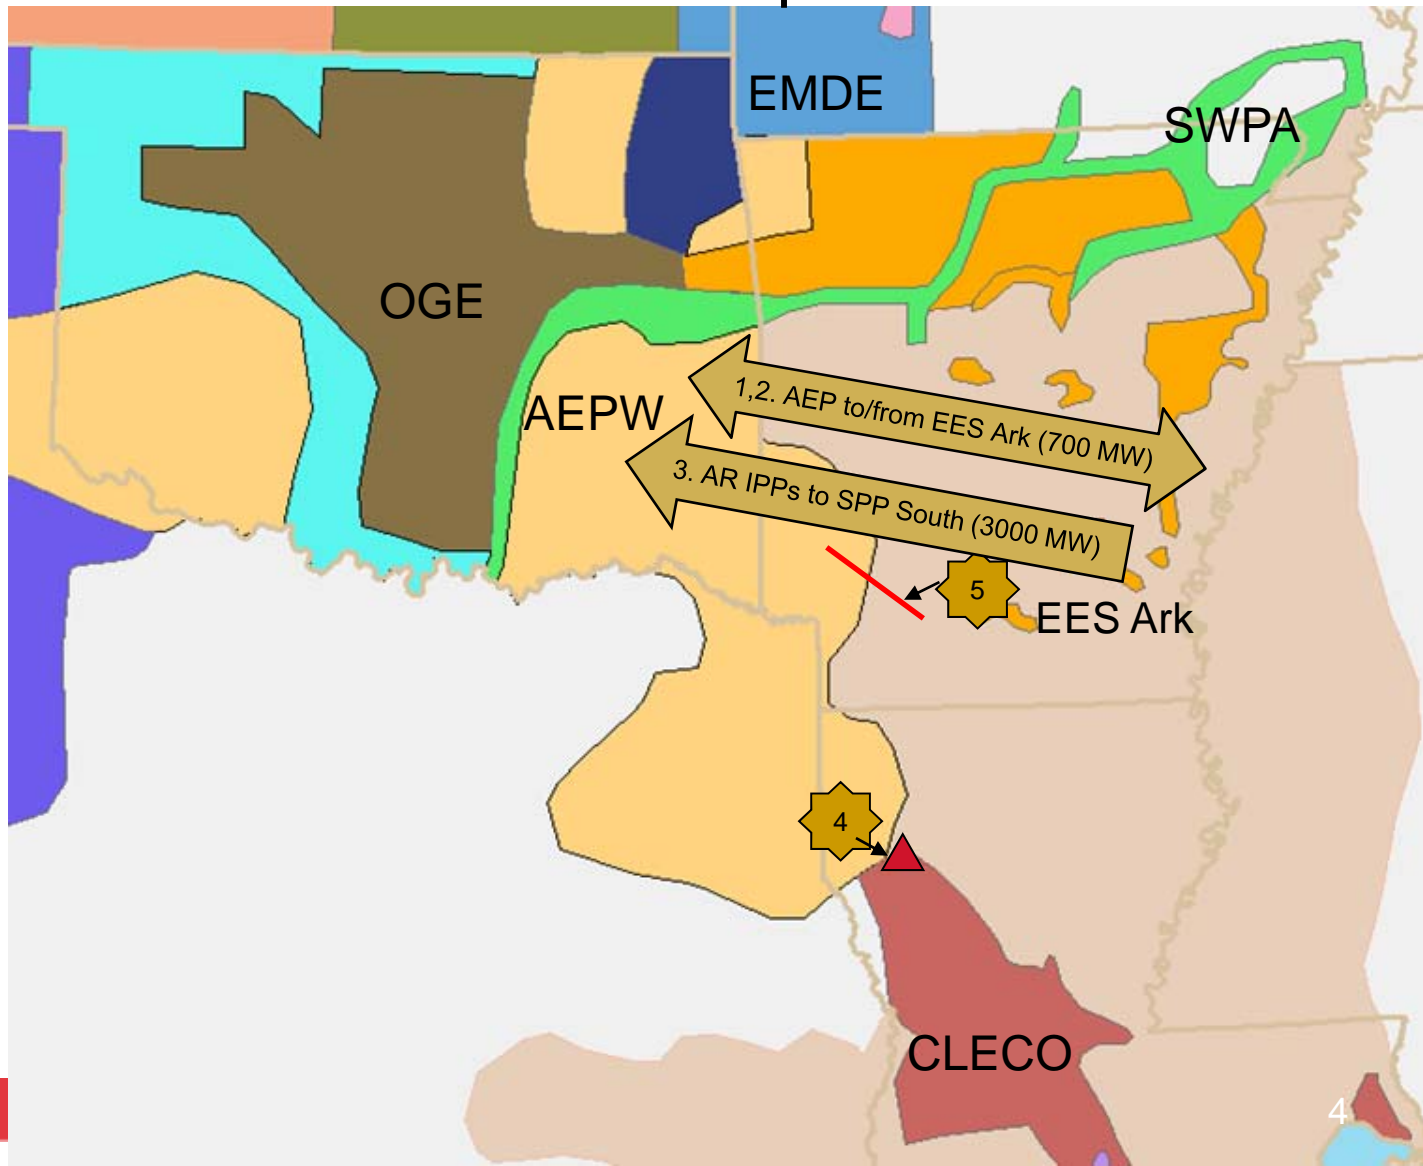 EMDE
SWPA
OGE
AEPW
1,2. AEP to/from EES Ark (700 MW)
3. AR IPPs to SPP South (3000 MW)
5
EES Ark
4
CLECO
4